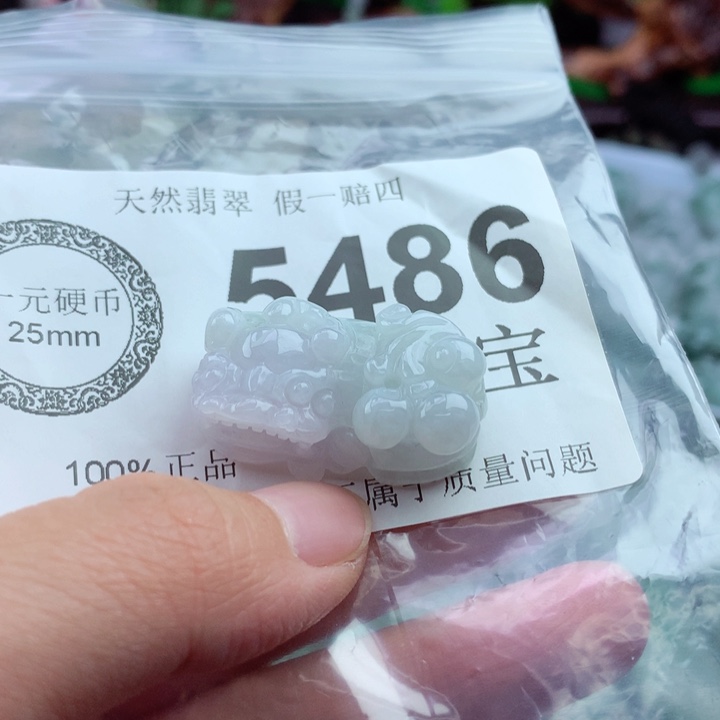 天然翡翠 假一赔四
5486
一元硬币
25mm
宝
100%正品
属于质量问题